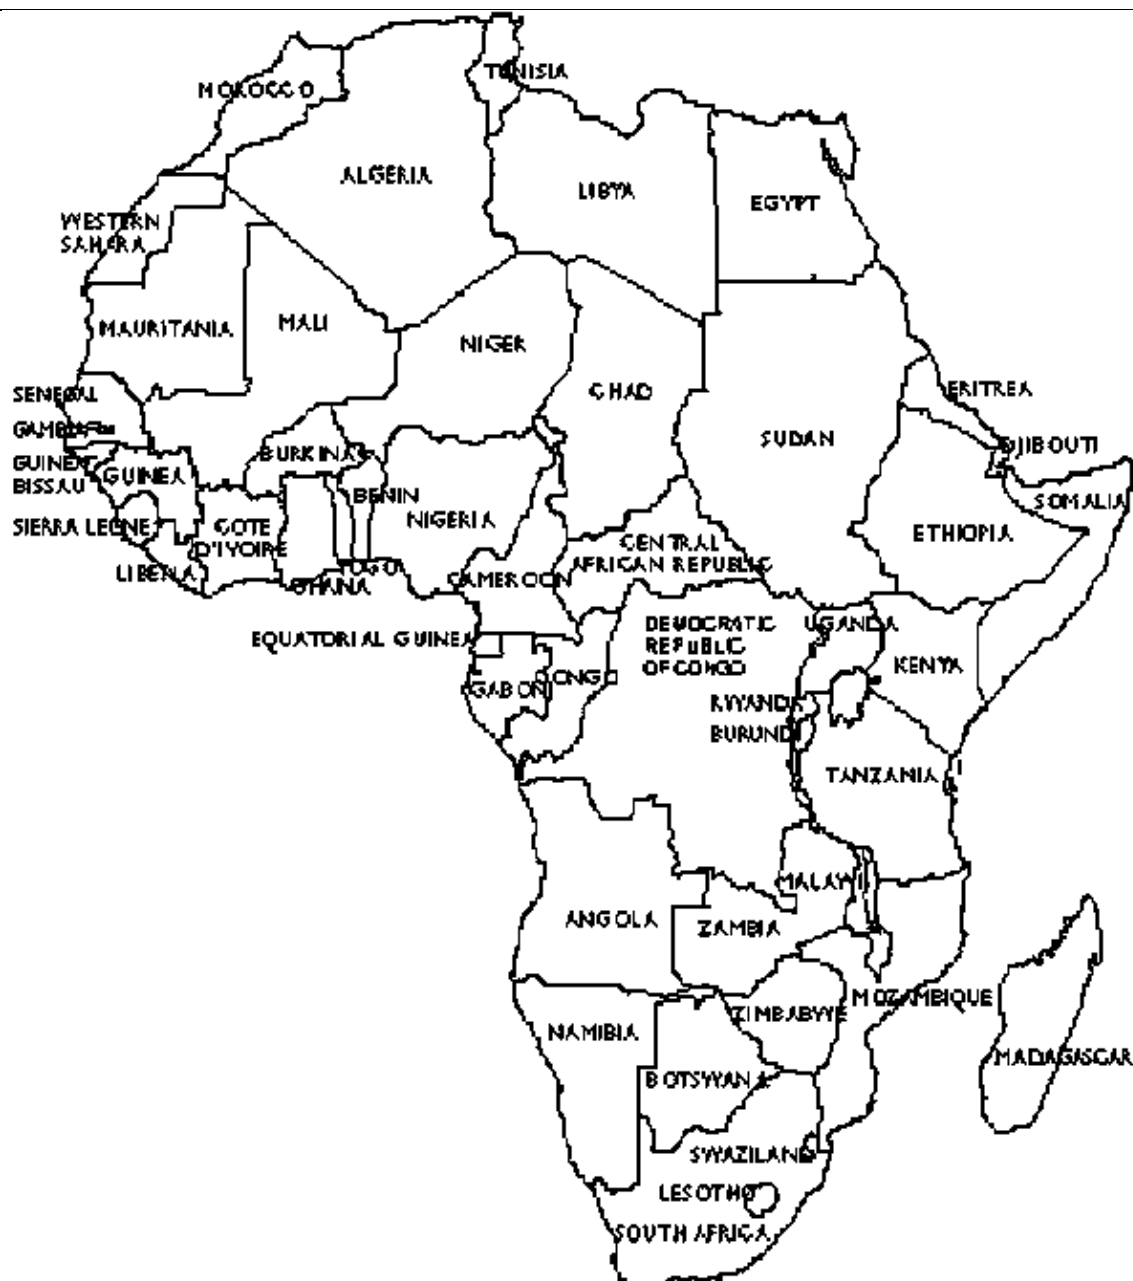 TUNISIA
MOROCCO
ALGERIA
LIBYA
EGYPT
WESTERN
SAHARA
MAURITANIA
MALI
NIGER
CHAD
SENEGAL
ERITREA
GAMBIA
SUDAN
DJIBOUTI
BURKINA
GUINEA
BISSAU
GUINEA
BENIN
SOMALIA
NIGERIA
SIERRA LEONE
COTE
D'IVOIRE
ETHIOPIA
CENTRAL
AFRICAN REPUBLIC
LIBERIA
TOGO
GHANA
CAMEROON
EQUATORIAL GUINEA
DEMOCRATIC
REPUBLIC
OF CONGO
UGANDA
KENYA
GABON
CONGO
RWANDA
BURUNDI
TANZANIA
MALAWI
ANGOLA
ZAMBIA
MOZAMBIQUE
ZIMBABWE
NAMIBIA
MADAGASCAR
BOTSWANA
SWAZILAND
LESOTHO
SOUTH AFRICA